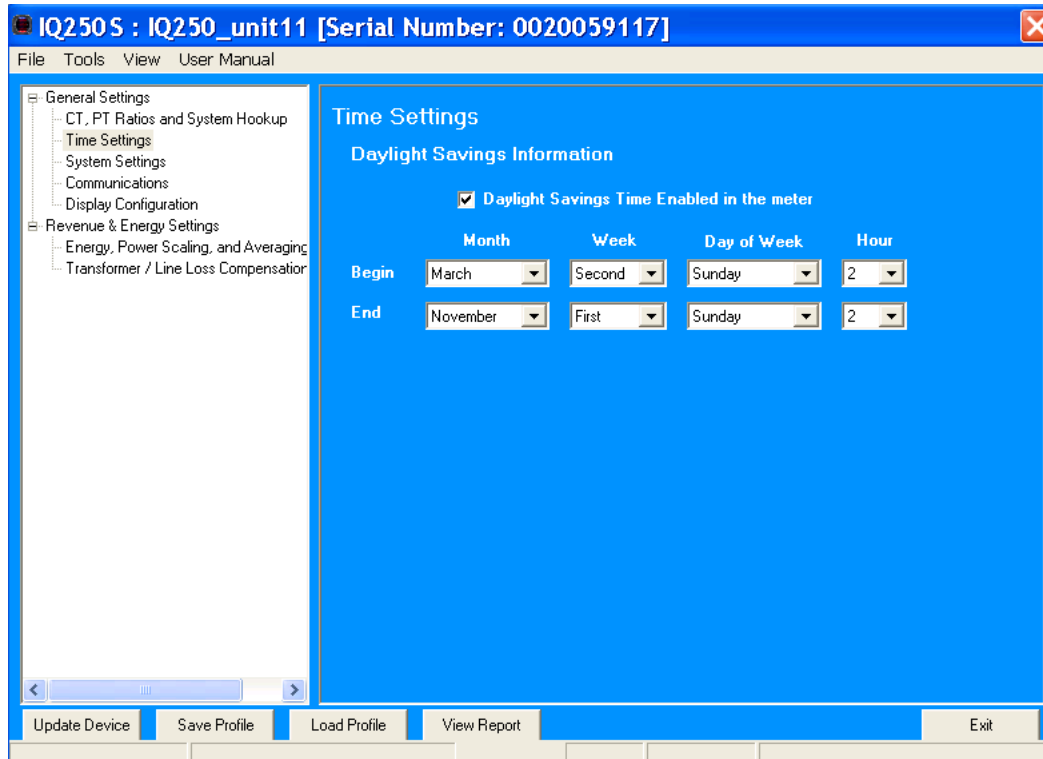 IQ250S : IQ250_unit11 [Serial Number: 0020059117]
File Tools View User Manual
General Settings
CT, PT Ratios and System Hookup
Time Settings
System Settings
Communications
Display Configuration
Revenue & Energy Settings
Energy, Power Scaling, and Averaging
Transformer / Line Loss Compensation
Time Settings
Daylight Savings Information
Daylight Savings Time Enabled in the meter
Month Week Day of Week Hour
Begin March Second Sunday 2
End November First Sunday 2
Update Device Save Profile Load Profile View Report Exit